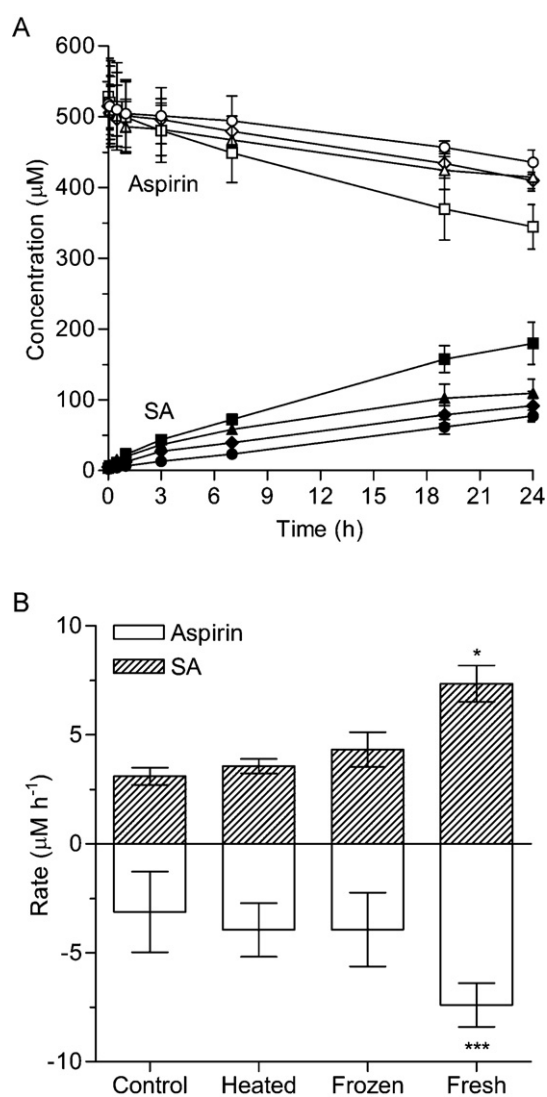 A
600
500
400
300
200
100
0
Concentration (μM)
Aspirin
SA
0 3 6 9 12 15 18 21 24
Time (h)
B
10
5
0
-5
-10
Rate (μM h⁻¹)
Aspirin
SA
*
***
Control Heated Frozen Fresh